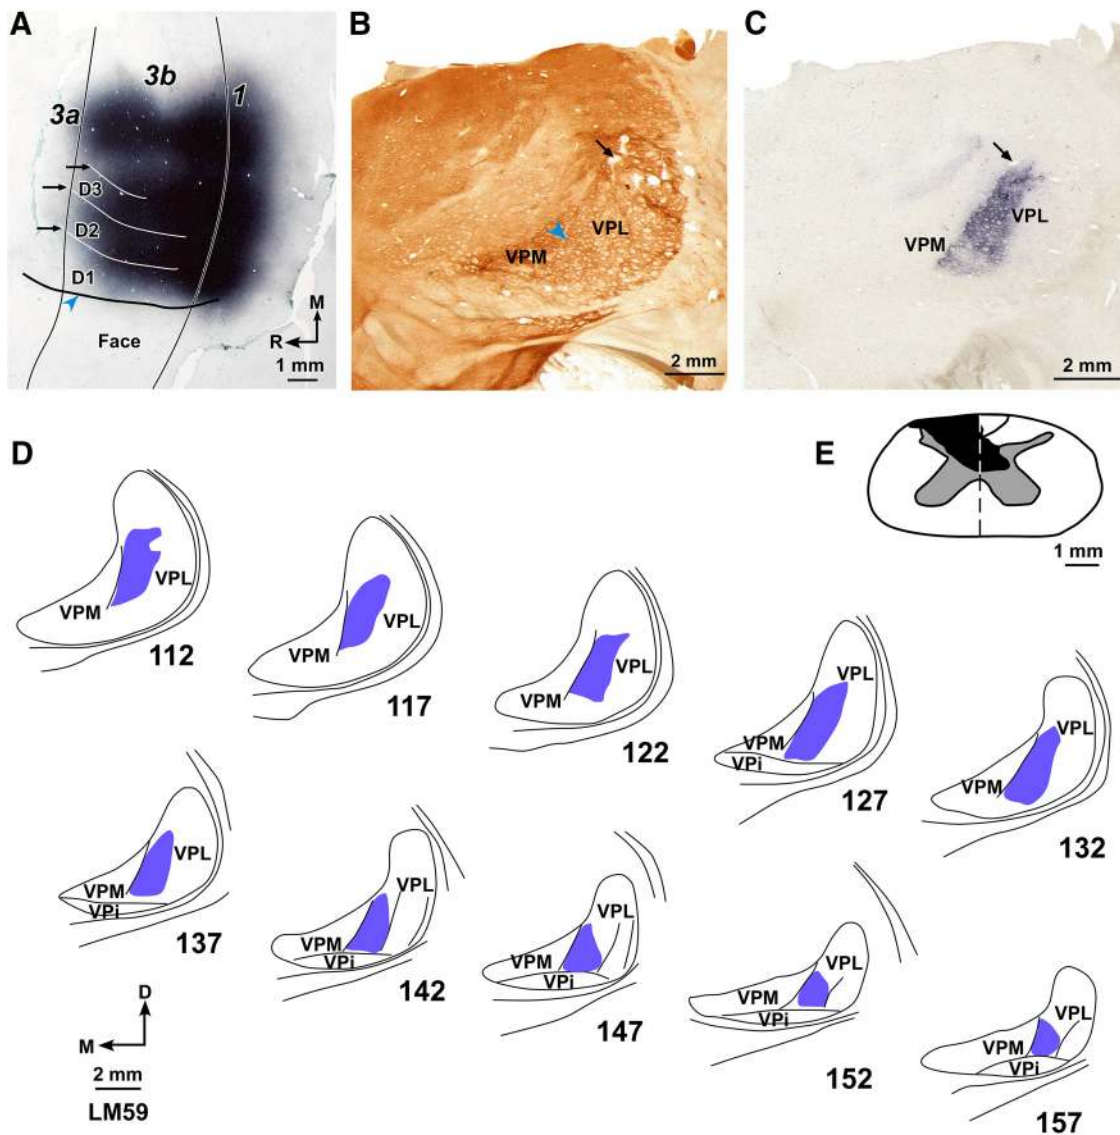 A
3b
3a
1
D3
D2
D1
Face
M
R
1 mm
B
VPL
VPM
2 mm
C
VPL
VPM
2 mm
D
VPL
VPM
112
VPL
VPM
117
VPL
VPM
122
VPL
VPM
VPi
127
VPL
VPM
132
E
1 mm
VPL
VPM
VPi
137
VPL
VPM
VPi
142
VPL
VPM
VPi
147
VPL
VPM
VPi
152
VPL
VPM
VPi
157
D
M
2 mm
LM59